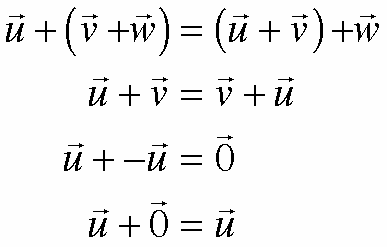 u⃗ + (v⃗ + w⃗) = (u⃗ + v⃗) + w⃗
u⃗ + v⃗ = v⃗ + u⃗
u⃗ + −u⃗ = 0⃗
u⃗ + 0⃗ = u⃗